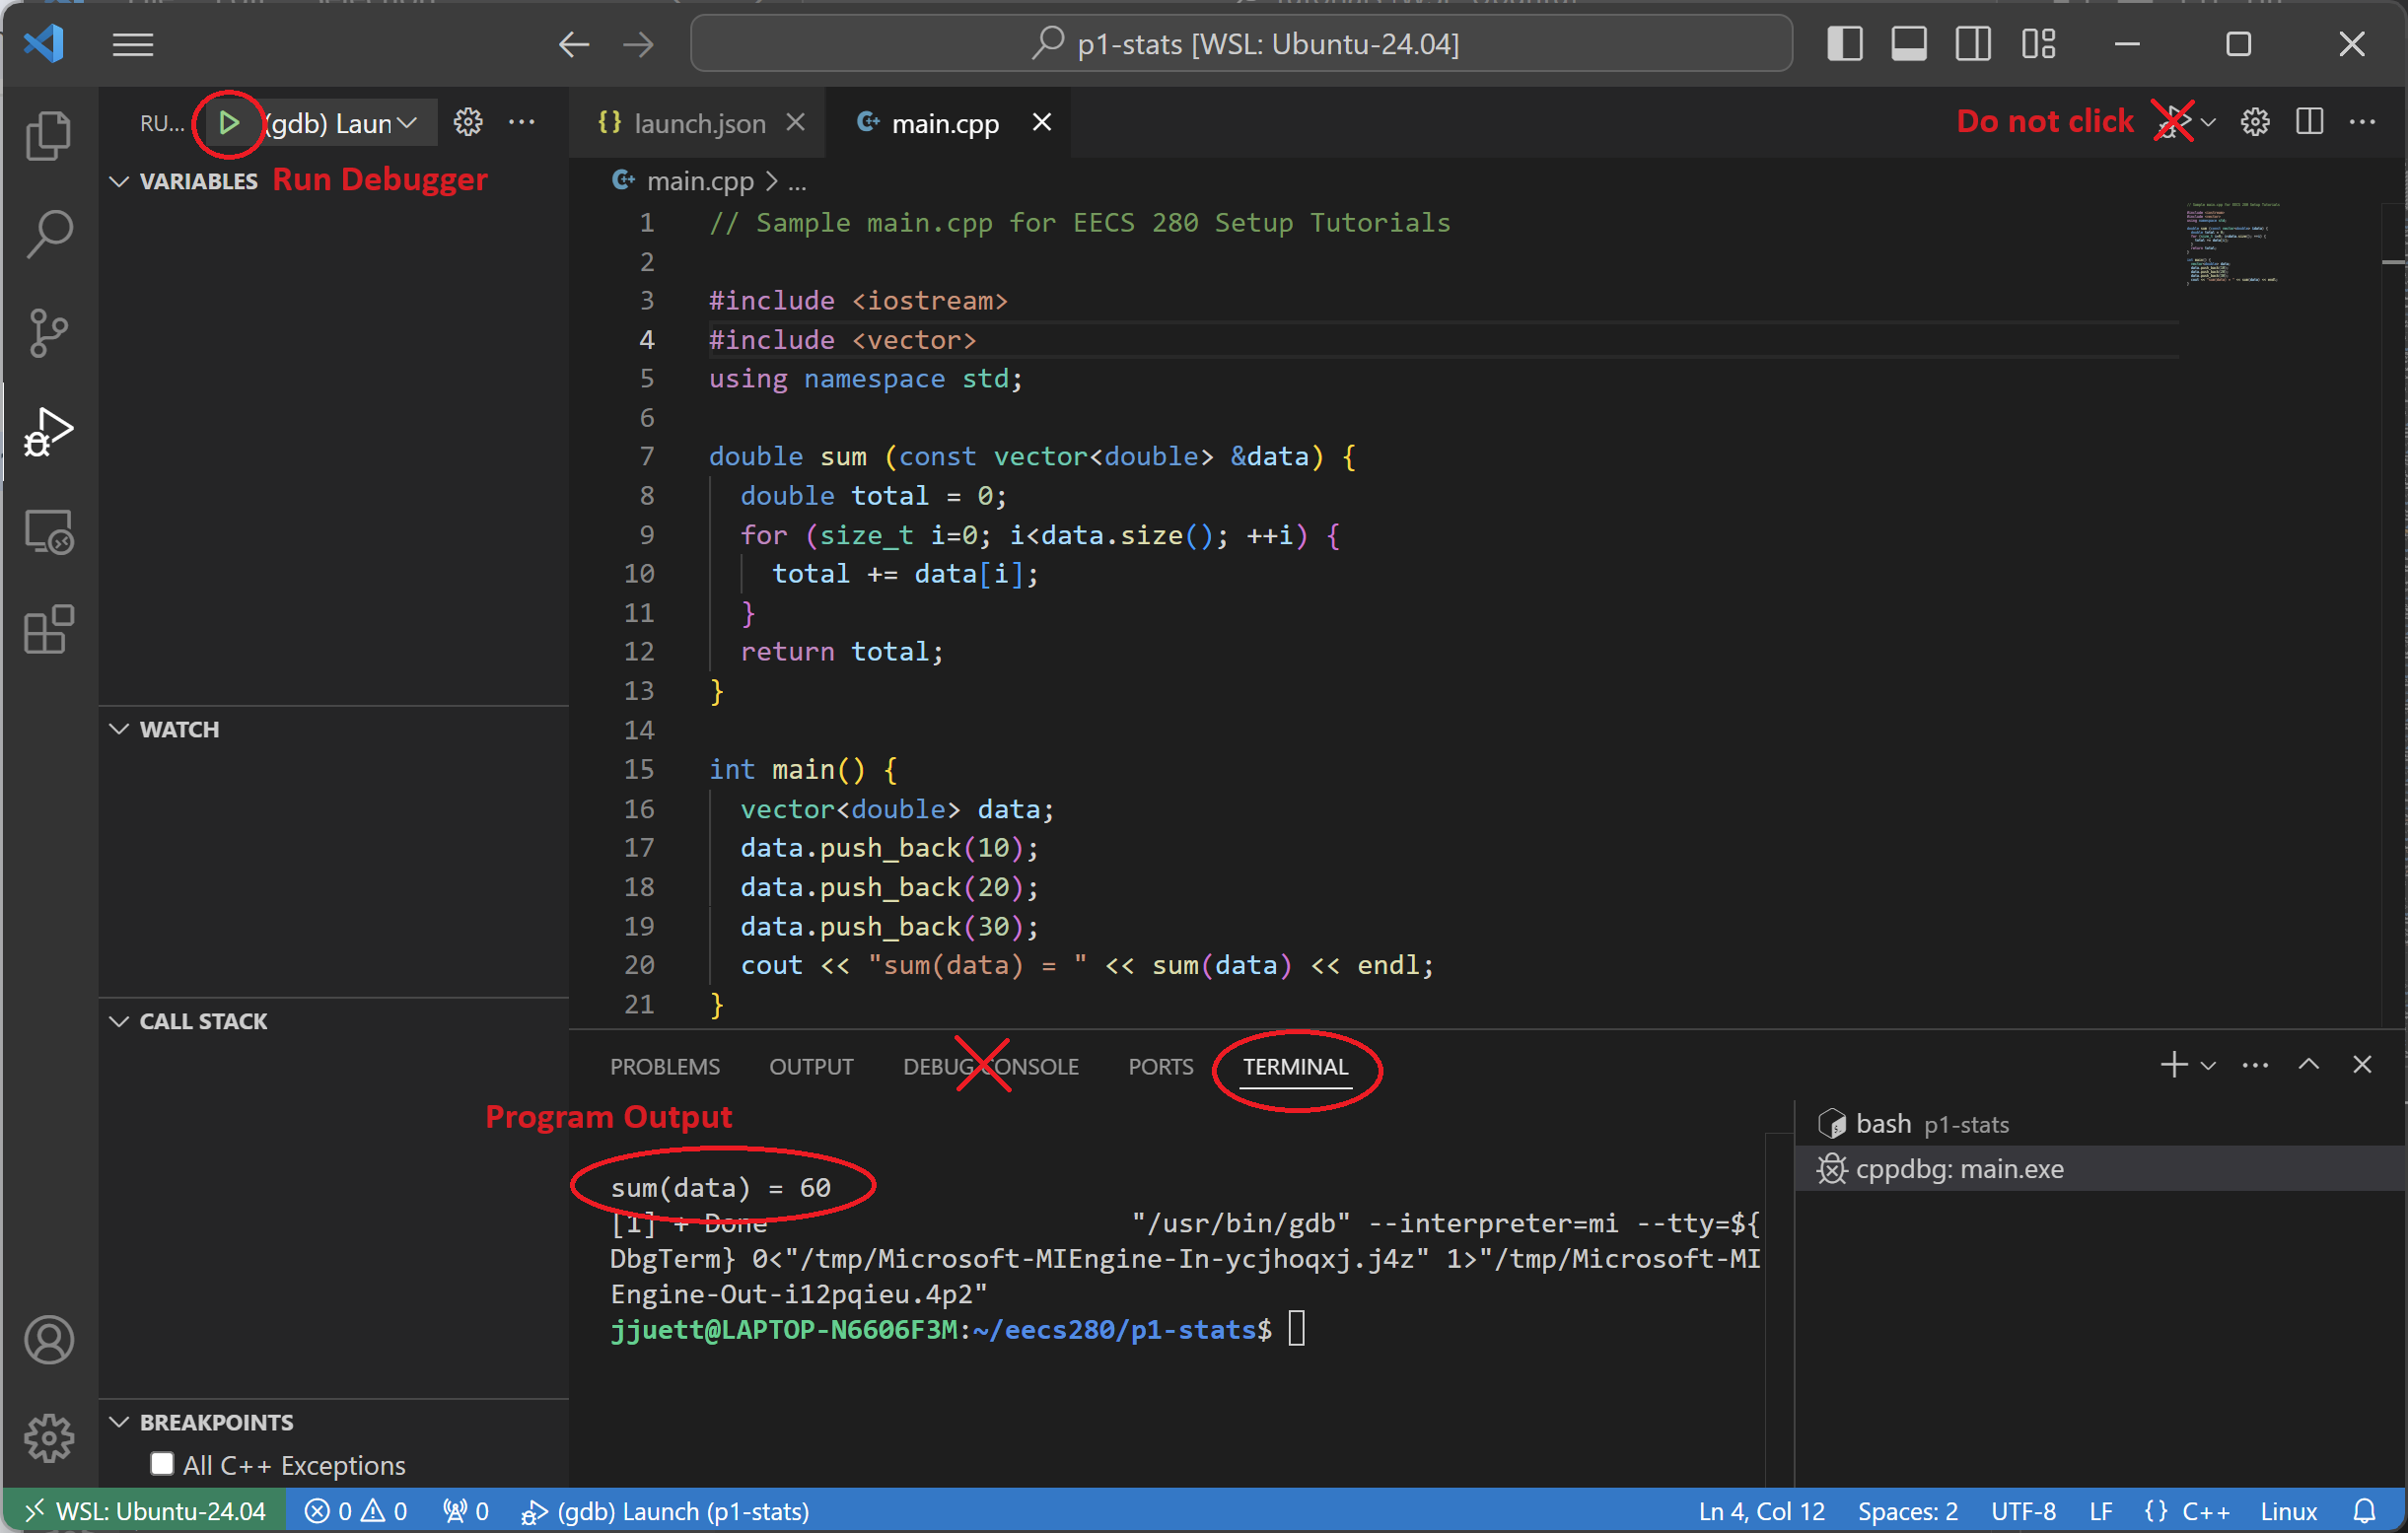 p1-stats [WSL: Ubuntu-24.04]
RU... (gdb) Laun
launch.json
main.cpp
Do not click
VARIABLES
Run Debugger
main.cpp > ...
1 // Sample main.cpp for EECS 280 Setup Tutorials
2
3 #include <iostream>
4 #include <vector>
5 using namespace std;
6
7 double sum (const vector<double> &data) {
8 double total = 0;
9 for (size_t i=0; i<data.size(); ++i) {
10 total += data[i];
11 }
12 return total;
13 }
14
15 int main() {
16 vector<double> data;
17 data.push_back(10);
18 data.push_back(20);
19 data.push_back(30);
20 cout << "sum(data) = " << sum(data) << endl;
21 }
WATCH
CALL STACK
BREAKPOINTS
All C++ Exceptions
PROBLEMS OUTPUT DEBUG CONSOLE PORTS TERMINAL
Program Output
sum(data) = 60
[1] + Done "/usr/bin/gdb" --interpreter=mi --tty=${
DbgTerm} 0<"/tmp/Microsoft-MIEngine-In-ycjhoqxj.j4z" 1>"/tmp/Microsoft-MI
Engine-Out-i12pqieu.4p2"
jjuett@LAPTOP-N6606F3M:~/eecs280/p1-stats$
bash p1-stats
cppdbg: main.exe
WSL: Ubuntu-24.04 0 0 0 (gdb) Launch (p1-stats) Ln 4, Col 12 Spaces: 2 UTF-8 LF {} C++ Linux